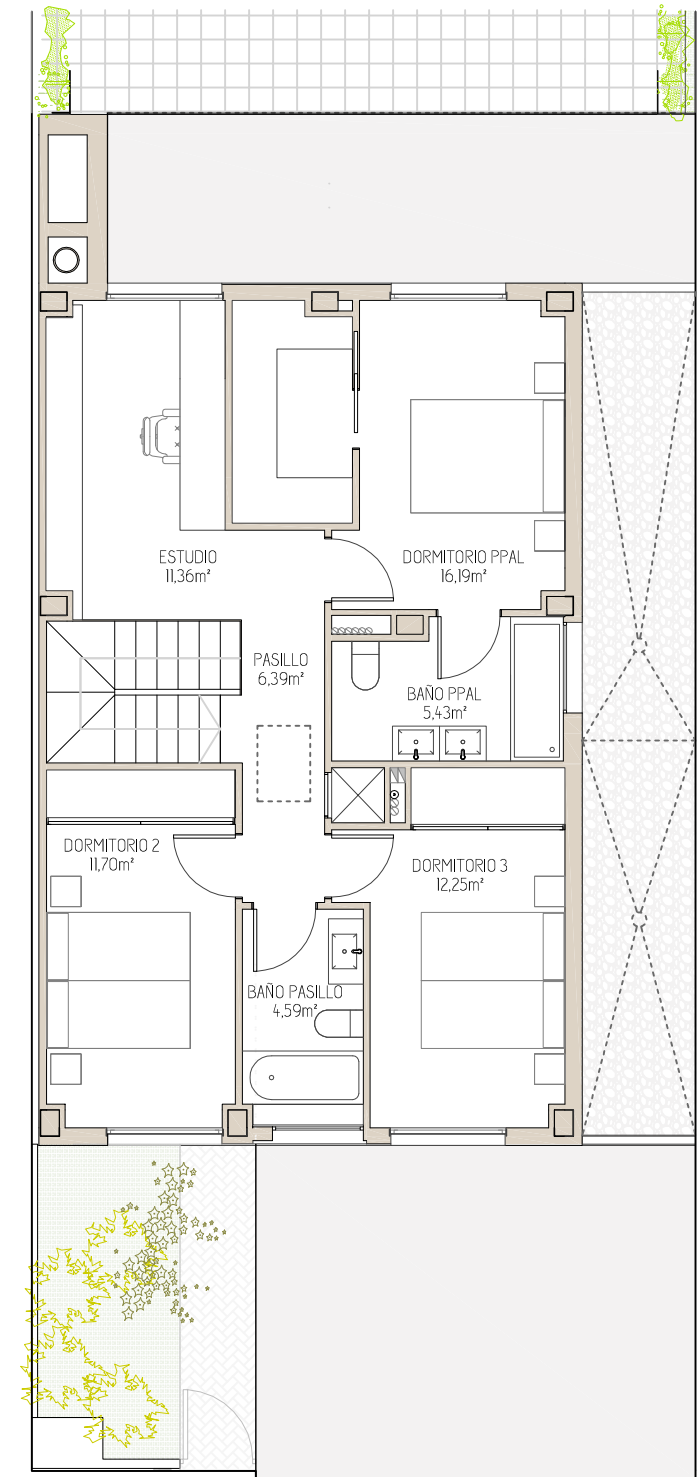 ESTUDIO
11,36m²
DORMITORIO PPAL
16,19m²
PASILLO
6,39m²
BAÑO PPAL
5,43m²
DORMITORIO 2
11,70m²
DORMITORIO 3
12,25m²
BAÑO PASILLO
4,59m²